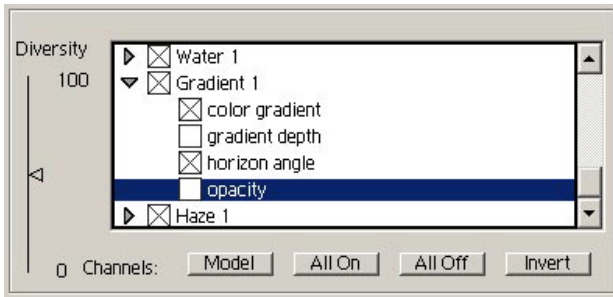 Diversity
100
Water 1
Gradient 1
color gradient
gradient depth
horizon angle
opacity
Haze 1
0 Channels: Model All On All Off Invert